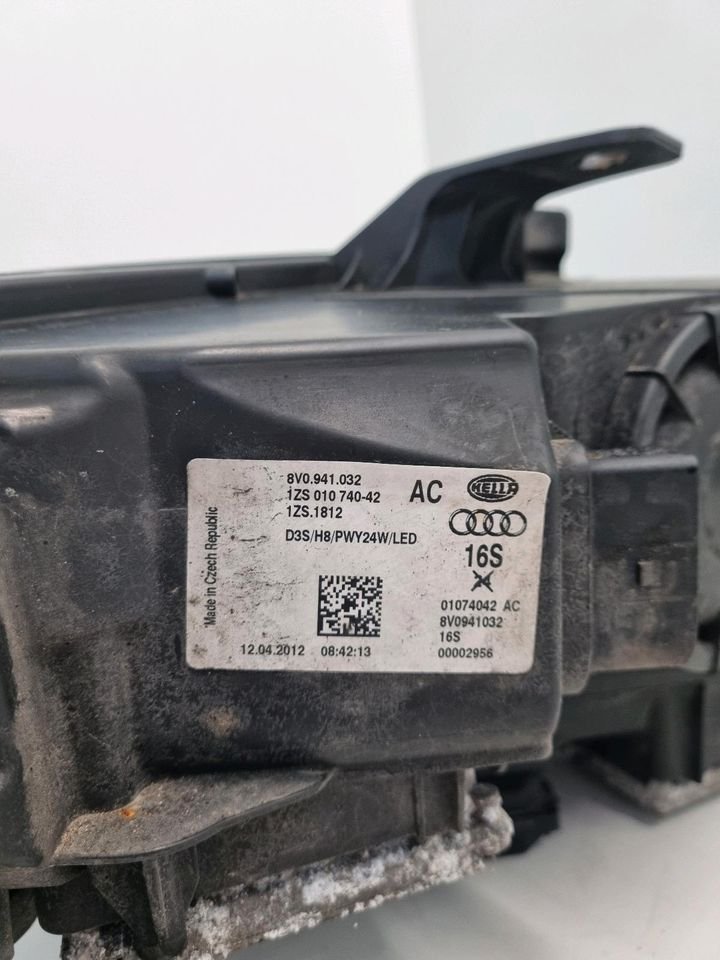 8V0.941.032
1ZS 010 740-42
1ZS.1812
AC
HELLA
D3S/H8/PWY24W/LED
16S
Made in Czech Republic
01074042 AC
8V0941032
16S
00002956
12.04.2012 08:42:13